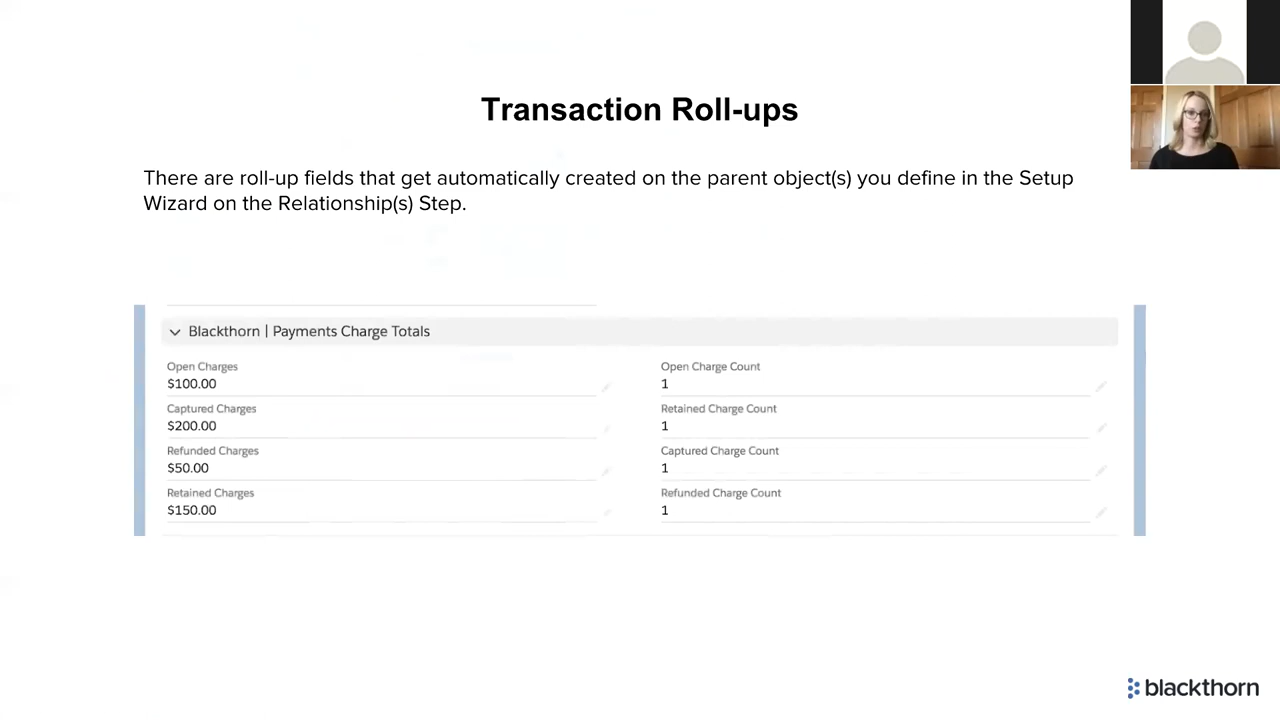 Transaction Roll-ups
There are roll-up fields that get automatically created on the parent object(s) you define in the Setup
Wizard on the Relationship(s) Step.
Blackthorn | Payments Charge Totals
Open Charges
$100.00
Open Charge Count
1
Captured Charges
$200.00
Retained Charge Count
1
Refunded Charges
$50.00
Captured Charge Count
1
Retained Charges
$150.00
Refunded Charge Count
1
blackthorn